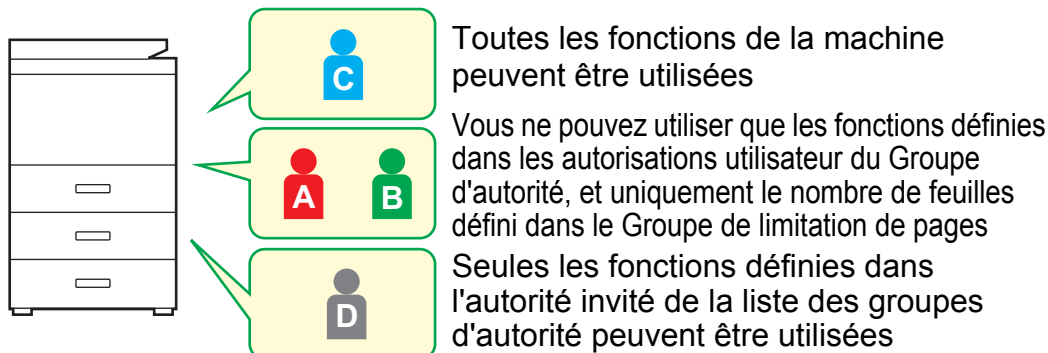 C
Toutes les fonctions de la machine
peuvent être utilisées
A
B
Vous ne pouvez utiliser que les fonctions définies
dans les autorisations utilisateur du Groupe
d'autorité, et uniquement le nombre de feuilles
défini dans le Groupe de limitation de pages
D
Seules les fonctions définies dans
l'autorité invité de la liste des groupes
d'autorité peuvent être utilisées